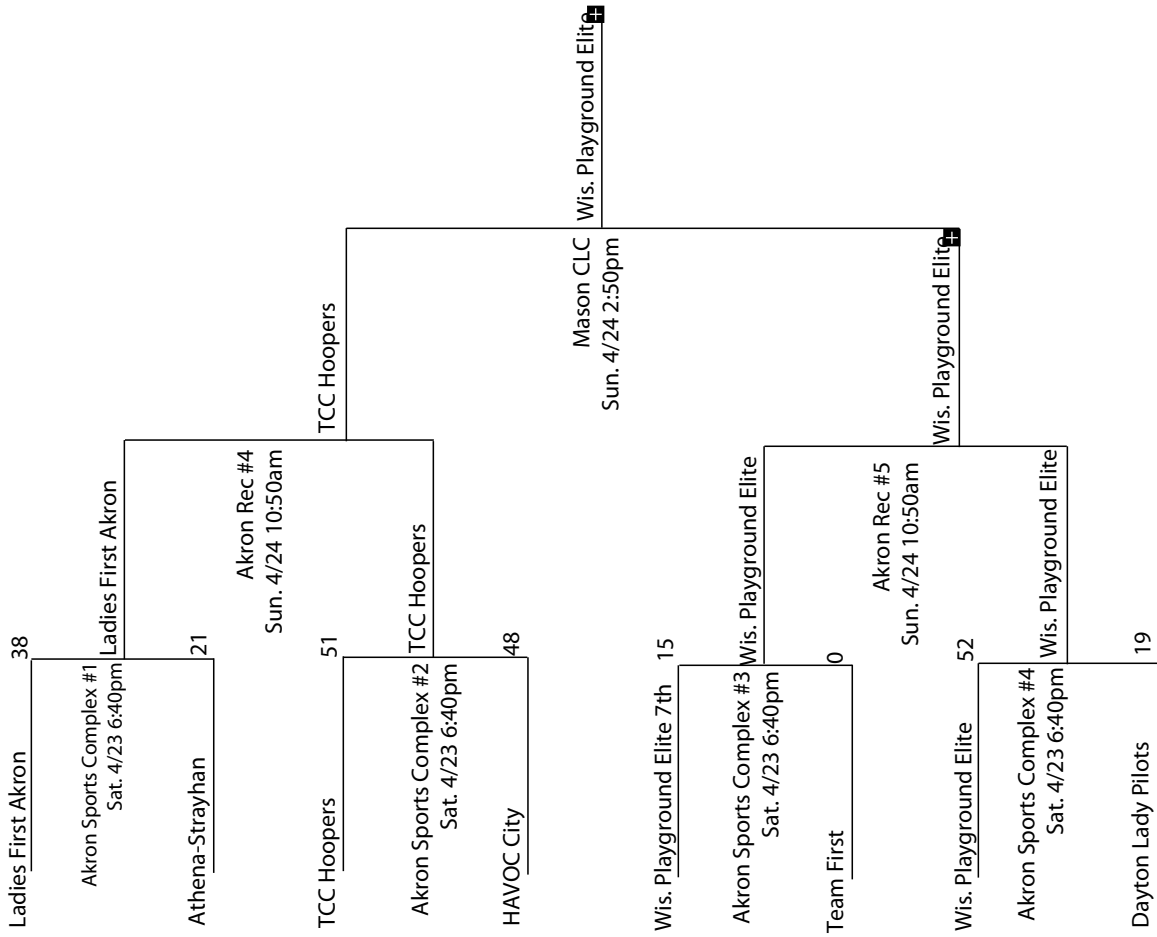 Ladies First Akron
38
Akron Sports Complex #1
Sat. 4/23 6:40pm
Ladies First Akron
Athena-Strayhan
21
Akron Rec #4
Sun. 4/24 10:50am
TCC Hoopers
TCC Hoopers
51
Akron Sports Complex #2
Sat. 4/23 6:40pm
TCC Hoopers
HAVOC City
48
Mason CLC
Sun. 4/24 2:50pm
Wis. Playground Elite
Wis. Playground Elite 7th
15
Akron Sports Complex #3
Sat. 4/23 6:40pm
Wis. Playground Elite
Team First
0
Akron Rec #5
Sun. 4/24 10:50am
Wis. Playground Elite
Wis. Playground Elite
52
Akron Sports Complex #4
Sat. 4/23 6:40pm
Wis. Playground Elite
Dayton Lady Pilots
19